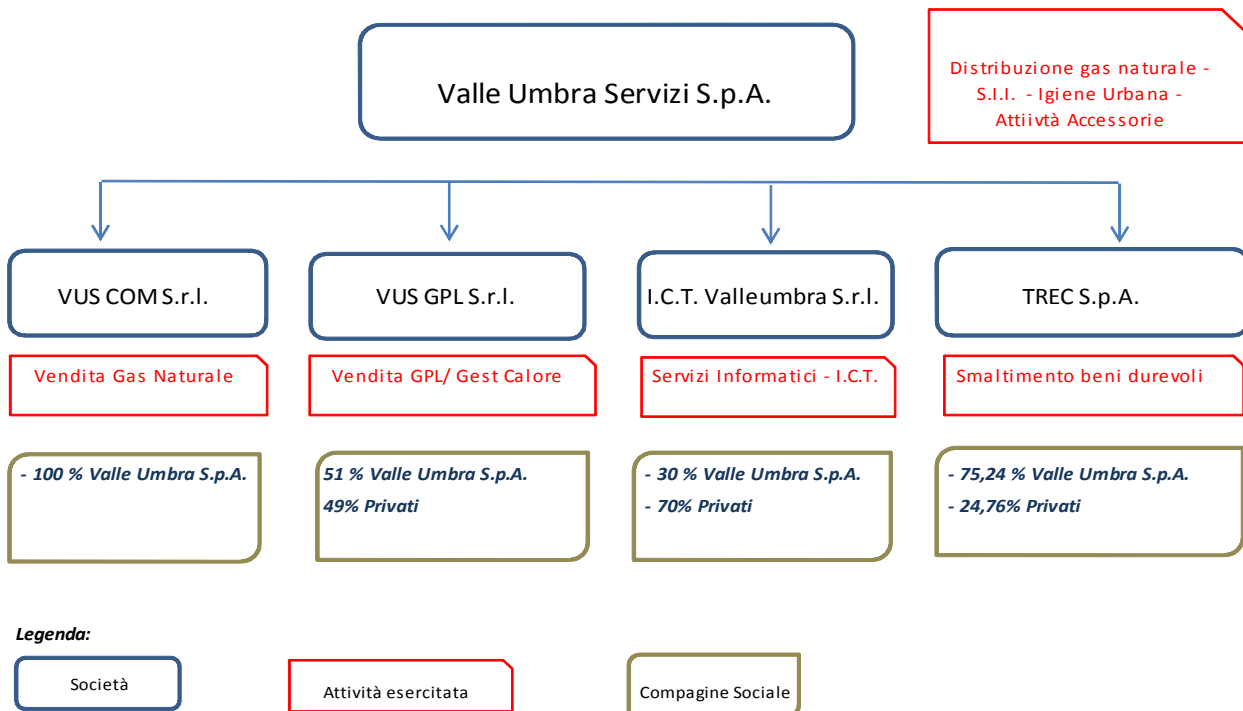 Valle Umbra Servizi S.p.A.
Distribuzione gas naturale -
S.I.I. - Igiene Urbana -
Attiivtà Accessorie
VUS COM S.r.l.
VUS GPL S.r.l.
I.C.T. Valleumbra S.r.l.
TREC S.p.A.
Vendita Gas Naturale
Vendita GPL/ Gest Calore
Servizi Informatici - I.C.T.
Smaltimento beni durevoli
- 100 % Valle Umbra S.p.A.
51 % Valle Umbra S.p.A.
49% Privati
- 30 % Valle Umbra S.p.A.
- 70% Privati
- 75,24 % Valle Umbra S.p.A.
- 24,76% Privati
Legenda:
Società
Attività esercitata
Compagine Sociale